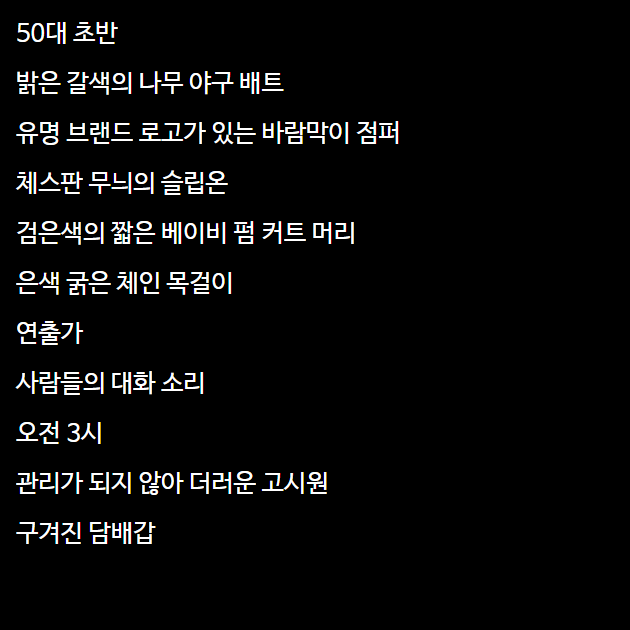 50대 초반
밝은 갈색의 나무 야구 배트
유명 브랜드 로고가 있는 바람막이 점퍼
체스판 무늬의 슬립온
검은색의 짧은 베이비 펌 커트 머리
은색 굵은 체인 목걸이
연출가
사람들의 대화 소리
오전 3시
관리가 되지 않아 더러운 고시원
구겨진 담배갑